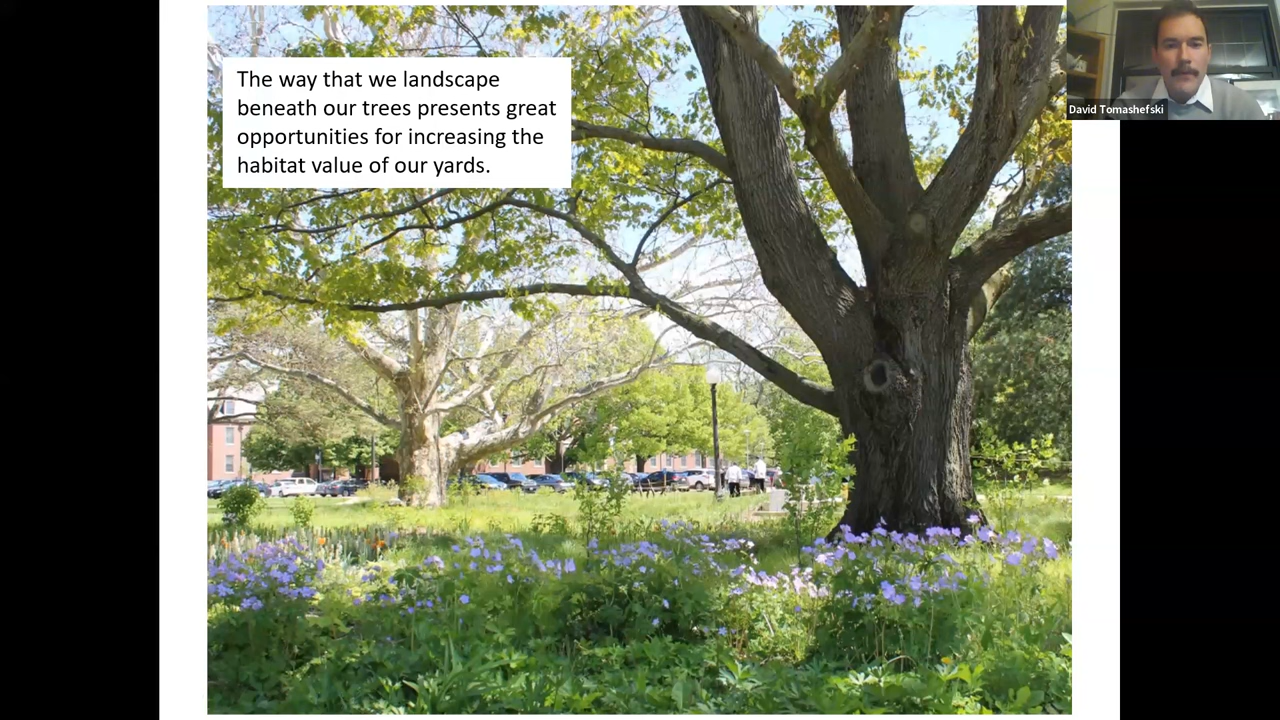 The way that we landscape
beneath our trees presents great
opportunities for increasing the
habitat value of our yards.
David Tomashefski